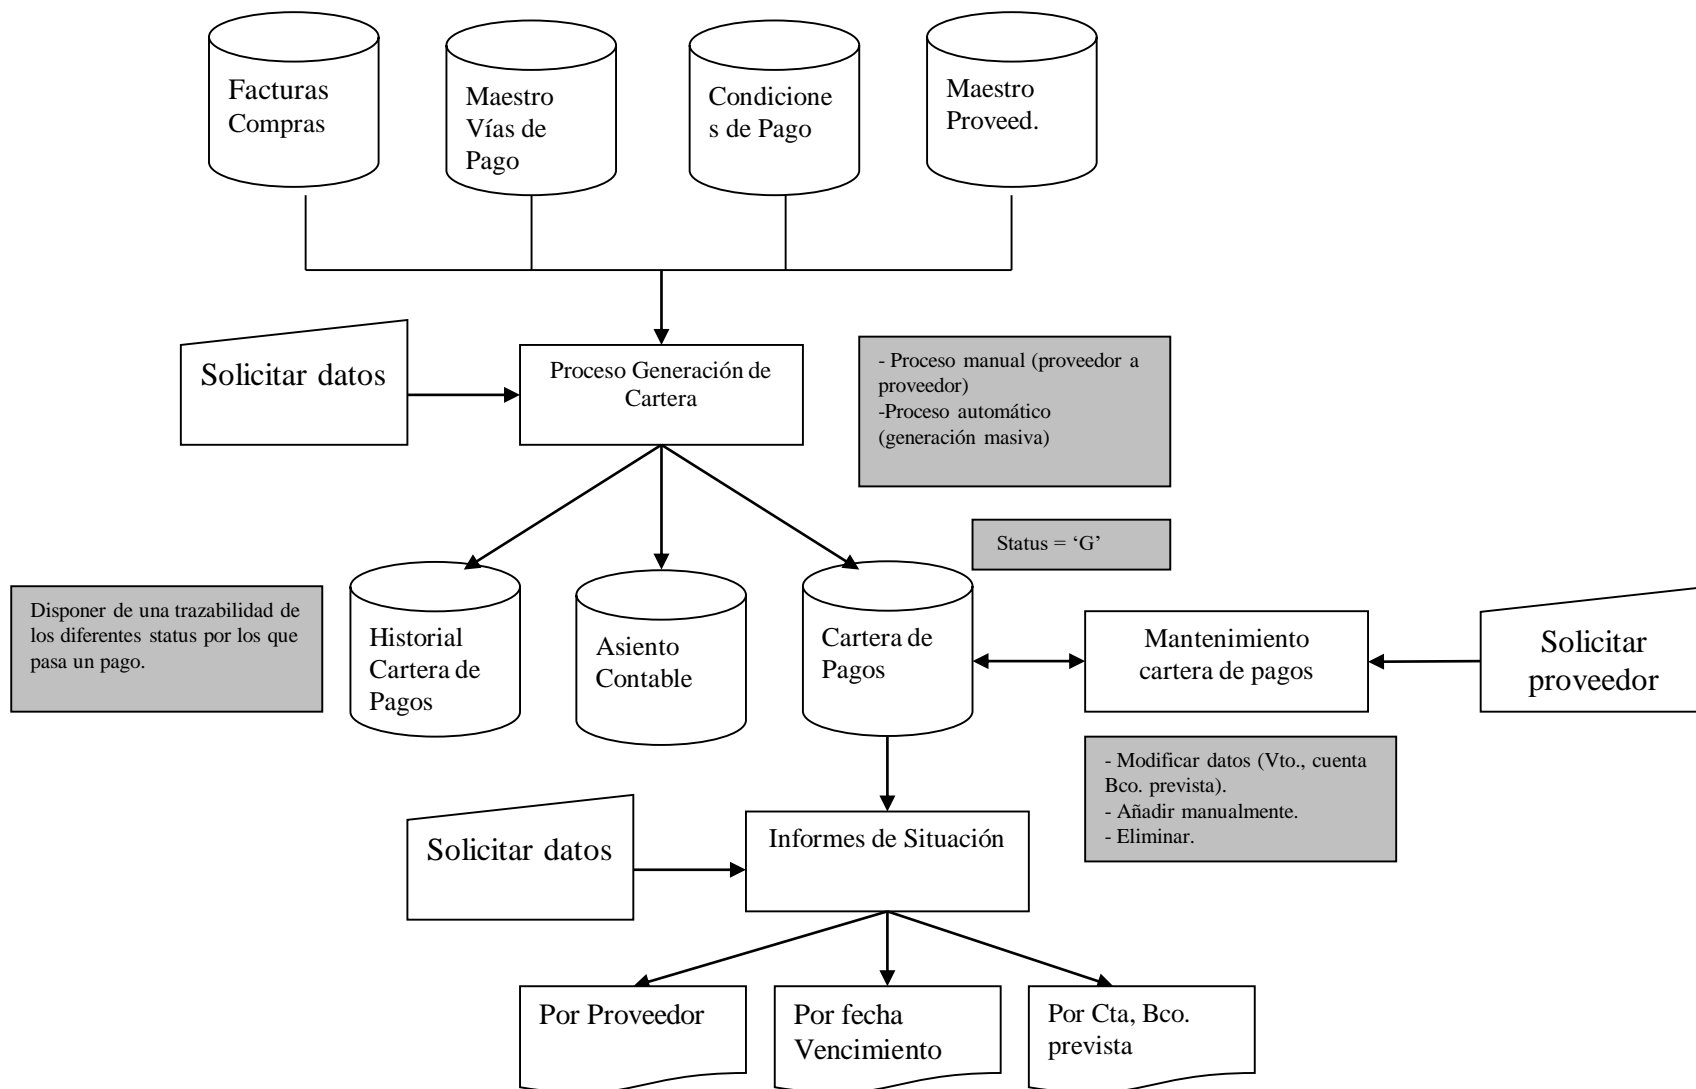 Facturas
Compras
Maestro
Vías de
Pago
Condicione
s de Pago
Maestro
Proveed.
Solicitar datos
Proceso Generación de
Cartera
- Proceso manual (proveedor a
proveedor)
-Proceso automático
(generación masiva)
Status = ‘G’
Disponer de una trazabilidad de
los diferentes status por los que
pasa un pago.
Historial
Cartera de
Pagos
Asiento
Contable
Cartera de
Pagos
Mantenimiento
cartera de pagos
Solicitar
proveedor
- Modificar datos (Vto., cuenta
Bco. prevista).
- Añadir manualmente.
- Eliminar.
Solicitar datos
Informes de Situación
Por Proveedor
Por fecha
Vencimiento
Por Cta, Bco.
prevista